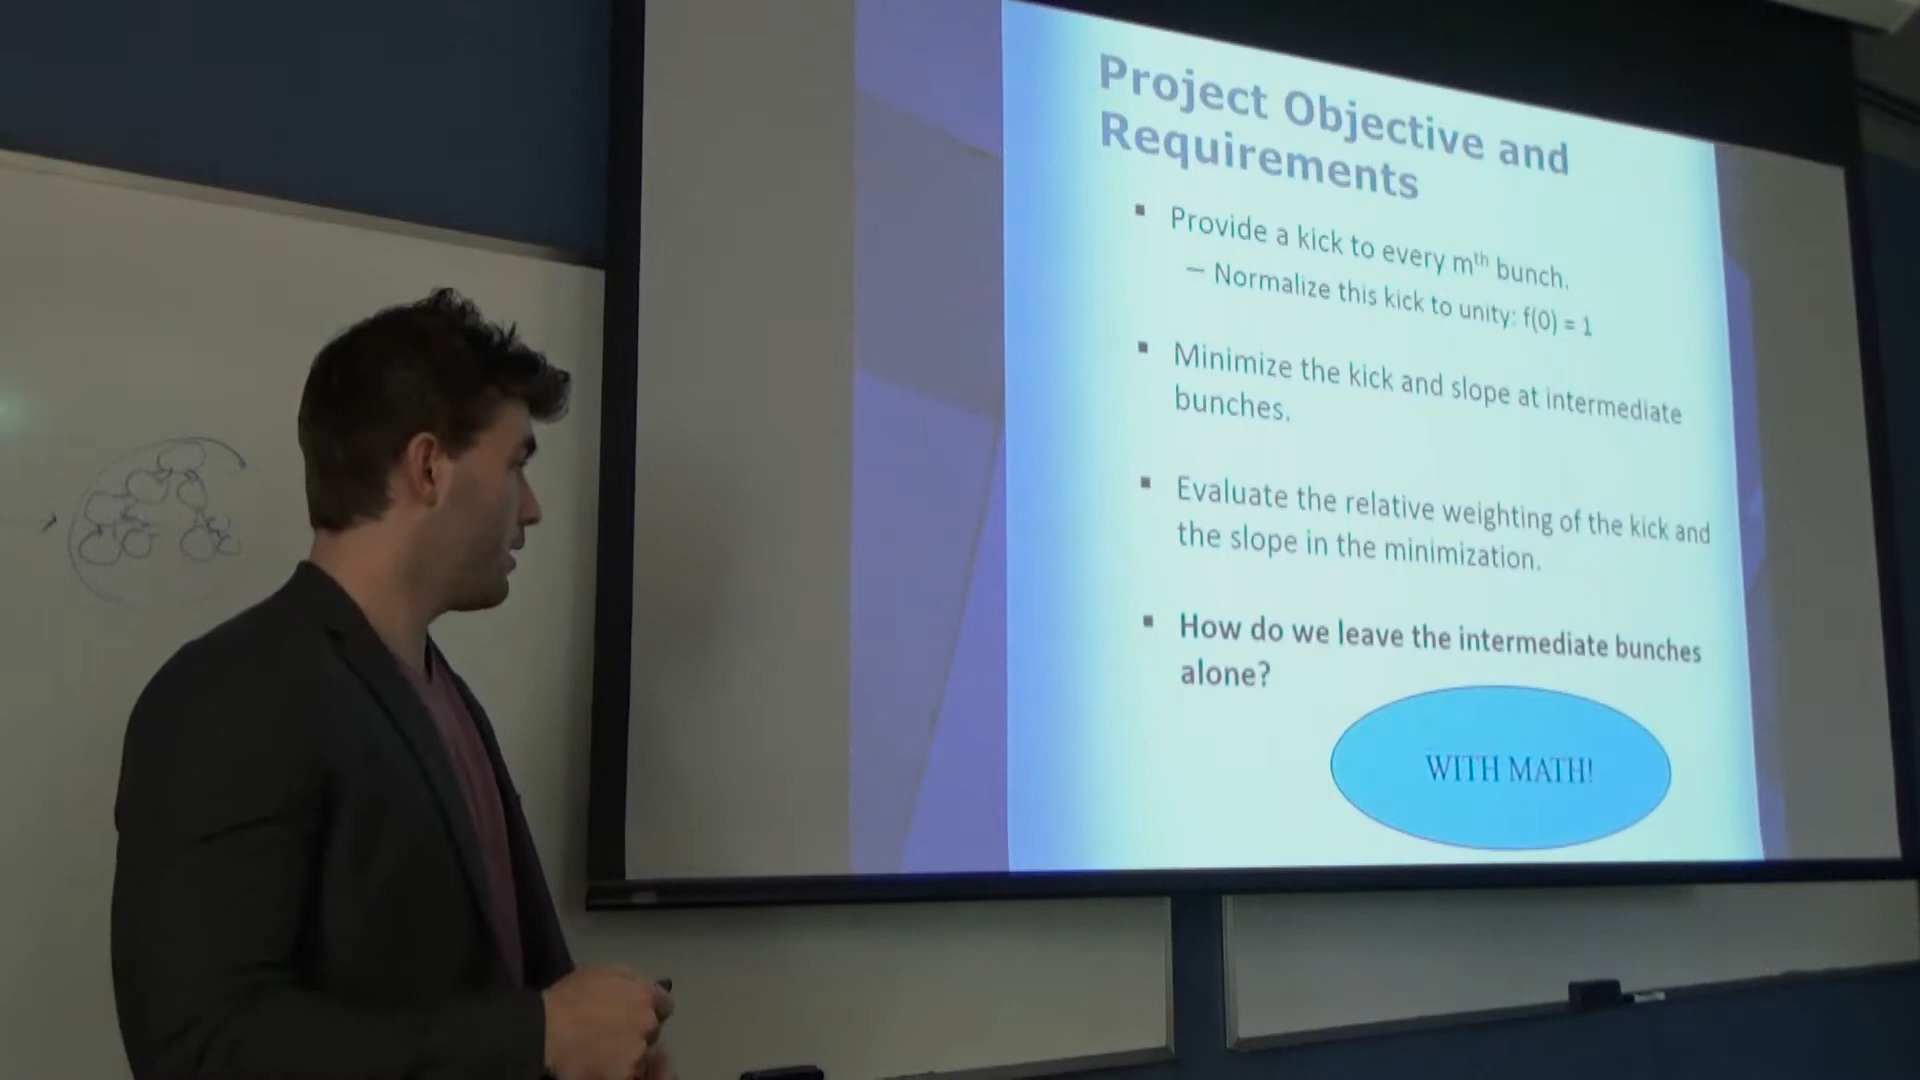 Project Objective and
Requirements
▪ Provide a kick to every mth bunch.
– Normalize this kick to unity: f(0) = 1
▪ Minimize the kick and slope at intermediate
bunches.
▪ Evaluate the relative weighting of the kick and
the slope in the minimization.
▪ How do we leave the intermediate bunches
alone?
WITH MATH!